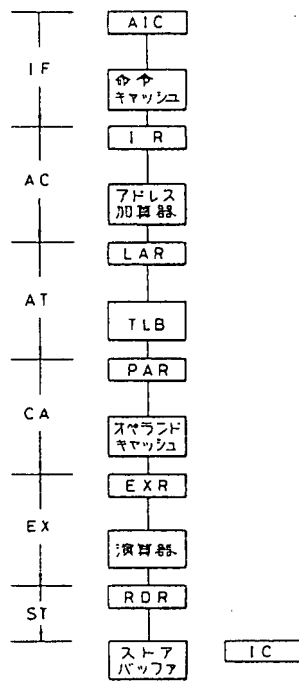 AIC
IF
命令
キャッシュ
IR
AC
アドレス
加算器
LAR
AT
TLB
PAR
CA
オペランド
キャッシュ
EXR
EX
演算器
RDR
ST
ストア
バッファ
IC